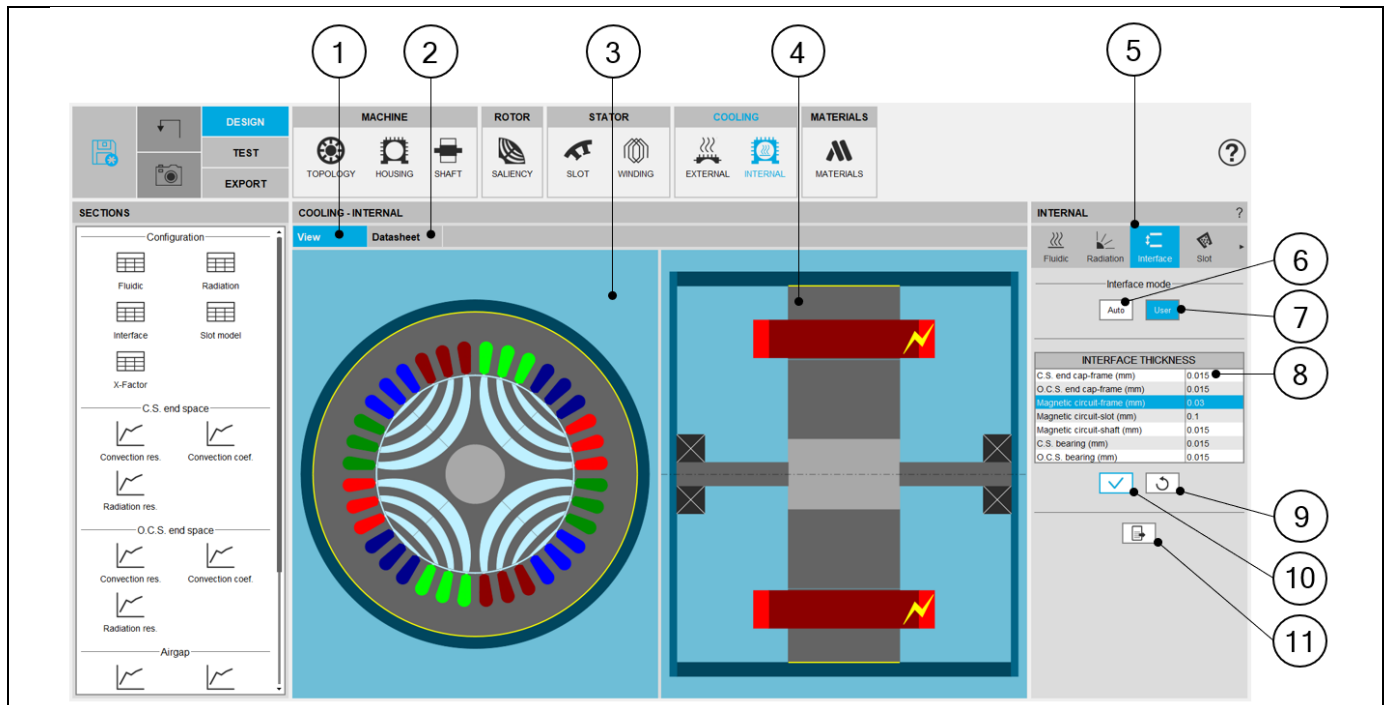 1
2
3
4
5
DESIGN
TEST
EXPORT
MACHINE
ROTOR
STATOR
COOLING
MATERIALS
TOPOLOGY
HOUSING
SHAFT
SALIENCY
SLOT
WINDING
EXTERNAL
INTERNAL
MATERIALS
?
SECTIONS
Configuration
Fluidic
Radiation
Interface
Slot model
X-Factor
C.S. end space
Convection res.
Convection coef.
Radiation res.
O.C.S. end space
Convection res.
Convection coef.
Radiation res.
Airgap
COOLING - INTERNAL
View
Datasheet
INTERNAL
?
Fluidic
Radiation
Interface
Slot
Interface mode
Auto
User
INTERFACE THICKNESS
C.S. end cap-frame (mm) 0.015
O.C.S. end cap-frame (mm) 0.015
Magnetic circuit-frame (mm) 0.03
Magnetic circuit-slot (mm) 0.1
Magnetic circuit-shaft (mm) 0.015
C.S. bearing (mm) 0.015
O.C.S. bearing (mm) 0.015
6
7
8
9
10
11